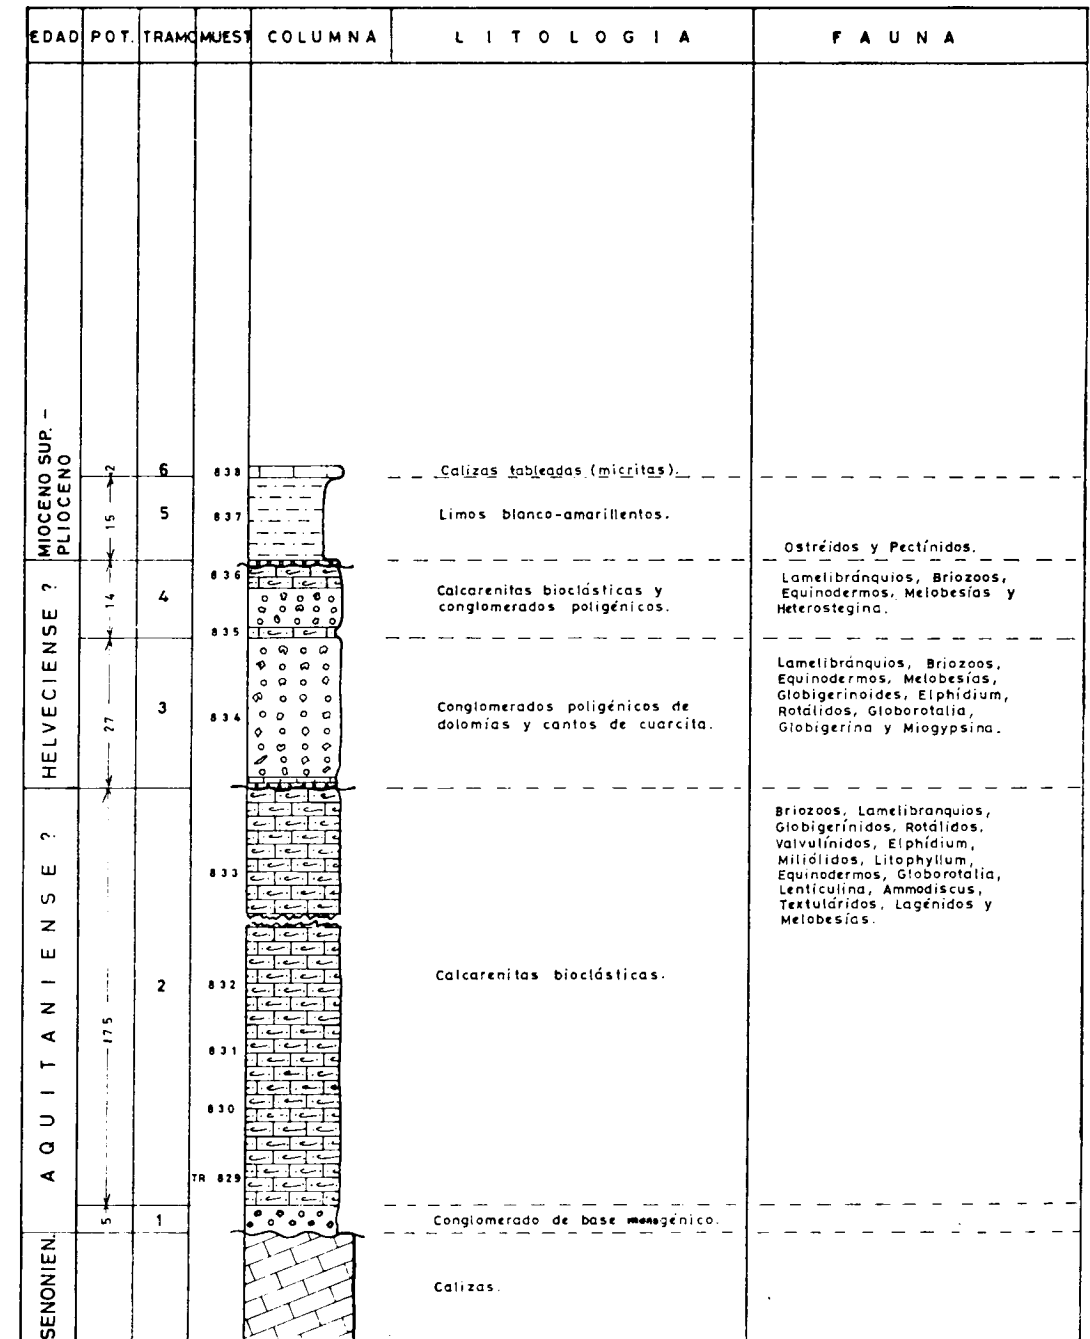 EDAD POT. TRAMO MUEST COLUMNA LITOLOGIA FAUNA
MIOCENO SUP. -
PLIOCENO
2 6 838 Calizas tableadas (micritas).
15 5 837 Limos blanco-amarillentos.
Ostréidos y Pectínidos.
HELVECIENSE ?
14 4 836
835
Calcarenitas bioclásticas y
conglomerados poligénicos.
Lamelibránquios, Briozoos,
Equinodermos, Melobesías y
Heterostegina.
27 3 834
Conglomerados poligénicos de
dolomías y cantos de cuarcita.
Lamelibránquios, Briozoos,
Equinodermos, Melobesías,
Globigerinoides, Elphídium,
Rotálidos, Globorotalia,
Globigerina y Miogypsina.
AQUITANIENSE ?
175 2
833
832
831
830
TR 829
Calcarenitas bioclásticas.
Briozoos, Lamelibranquios,
Globigerínidos, Rotálidos,
Valvulínidos, Elphídium,
Miliólidos, Litophyllum,
Equinodermos, Globorotalia,
Lenticulina, Ammodiscus,
Textuláridos, Lagénidos y
Melobesías.
5 1 Conglomerado de base monogénico.
SENONIEN.
Calizas.